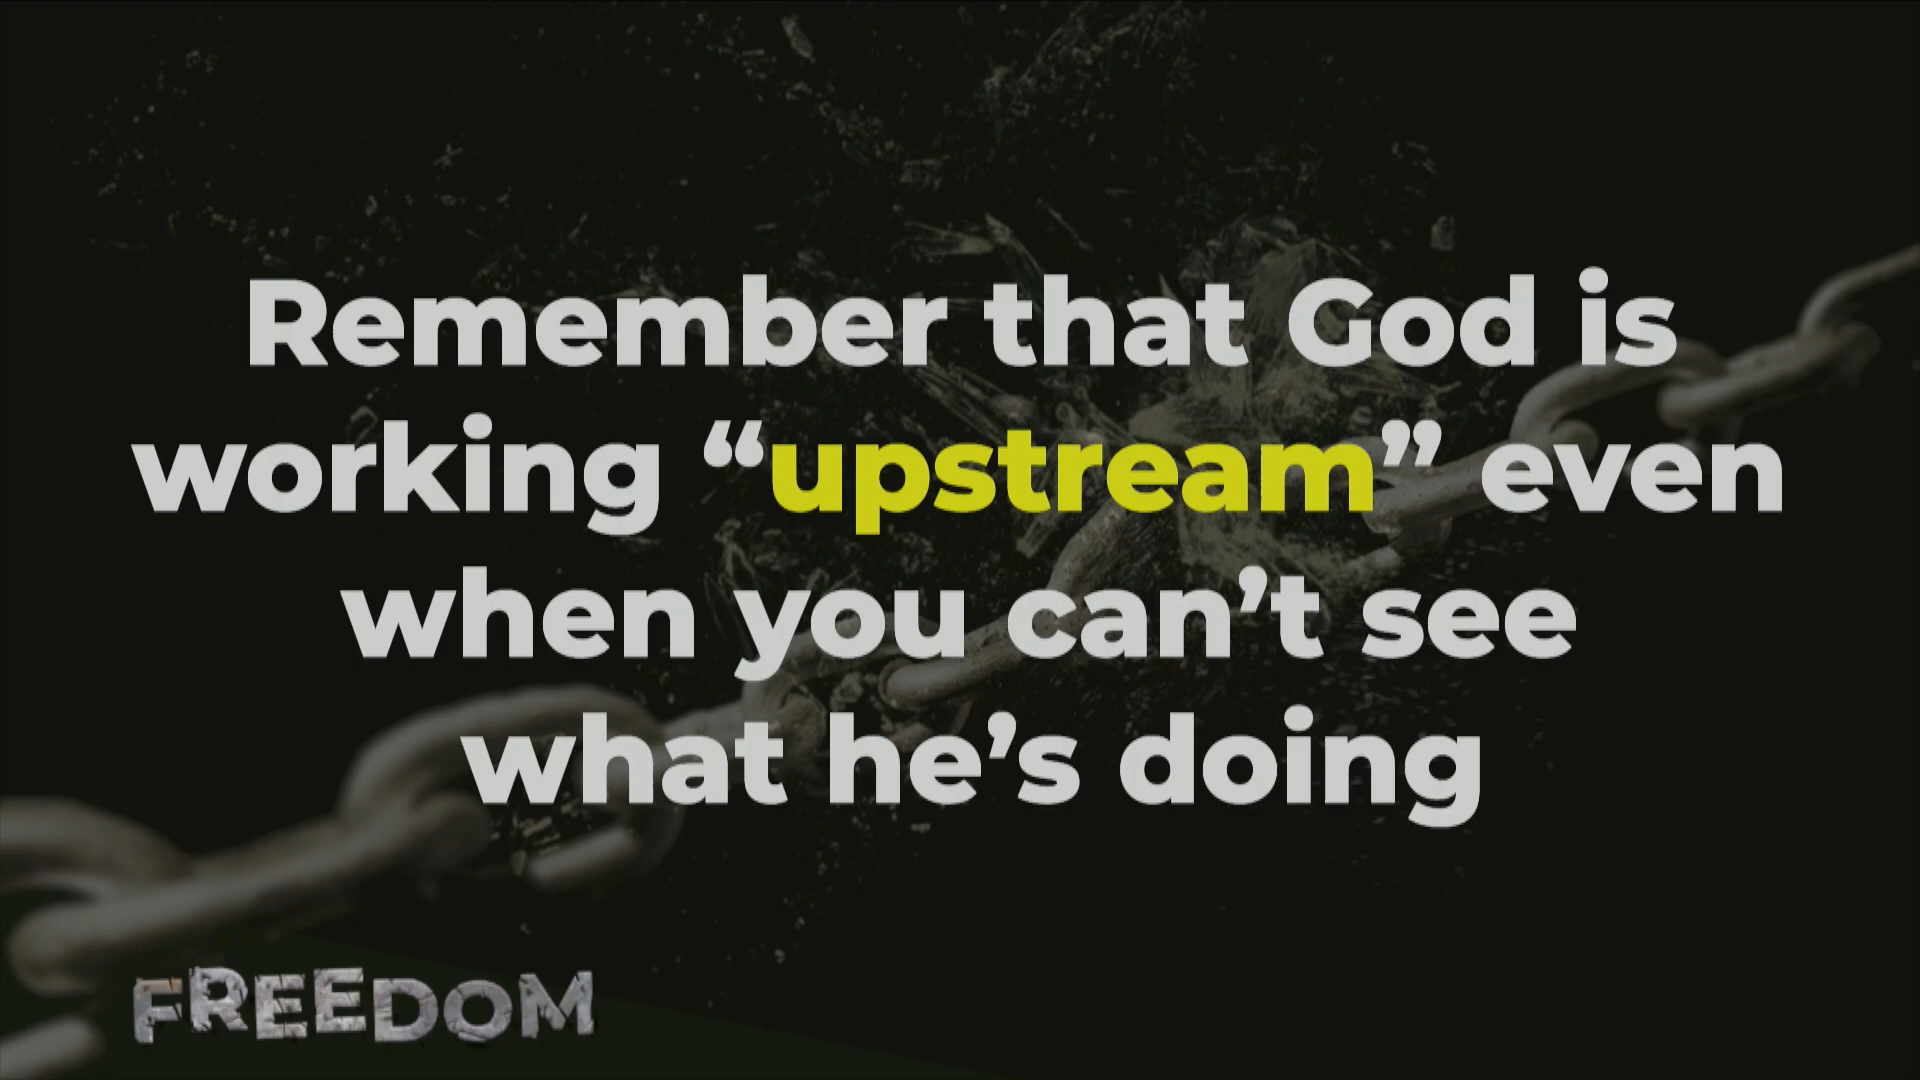 Remember that God is
working “upstream” even
when you can’t see
what he’s doing
FREEDOM